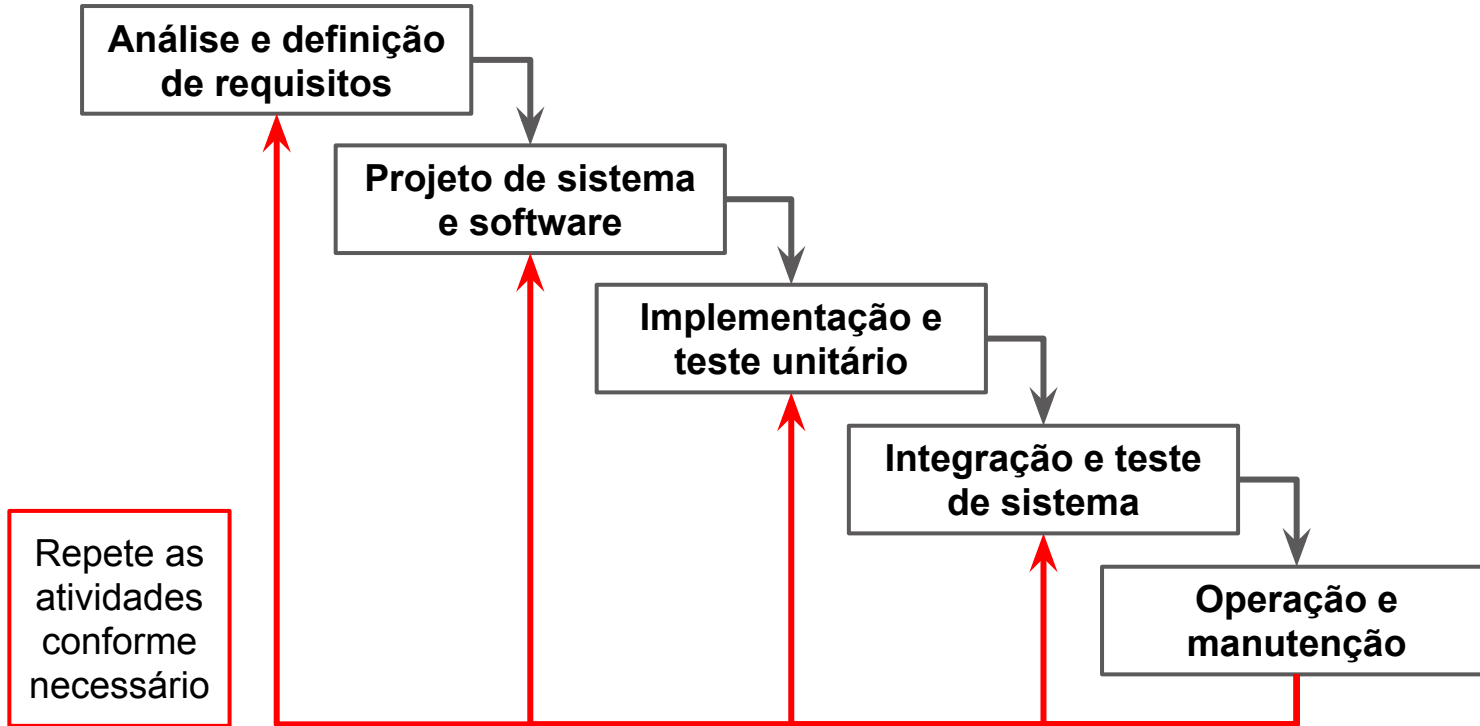 Análise e definição
de requisitos
Projeto de sistema
e software
Implementação e
teste unitário
Integração e teste
de sistema
Operação e
manutenção
Repete as
atividades
conforme
necessário